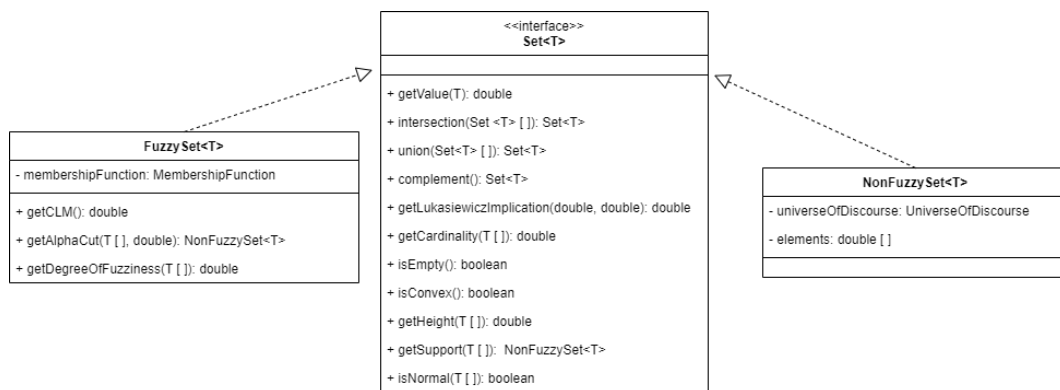 <<interface>>
Set<T>
+ getValue(T): double
+ intersection(Set <T> [ ]): Set<T>
+ union(Set<T> [ ]): Set<T>
+ complement(): Set<T>
+ getLukasiewiczImplication(double, double): double
+ getCardinality(T [ ]): double
+ isEmpty(): boolean
+ isConvex(): boolean
+ getHeight(T [ ]): double
+ getSupport(T [ ]): NonFuzzySet<T>
+ isNormal(T [ ]): boolean
FuzzySet<T>
- membershipFunction: MembershipFunction
+ getCLM(): double
+ getAlphaCut(T [ ], double): NonFuzzySet<T>
+ getDegreeOfFuzziness(T [ ]): double
NonFuzzySet<T>
- universeOfDiscourse: UniverseOfDiscourse
- elements: double [ ]